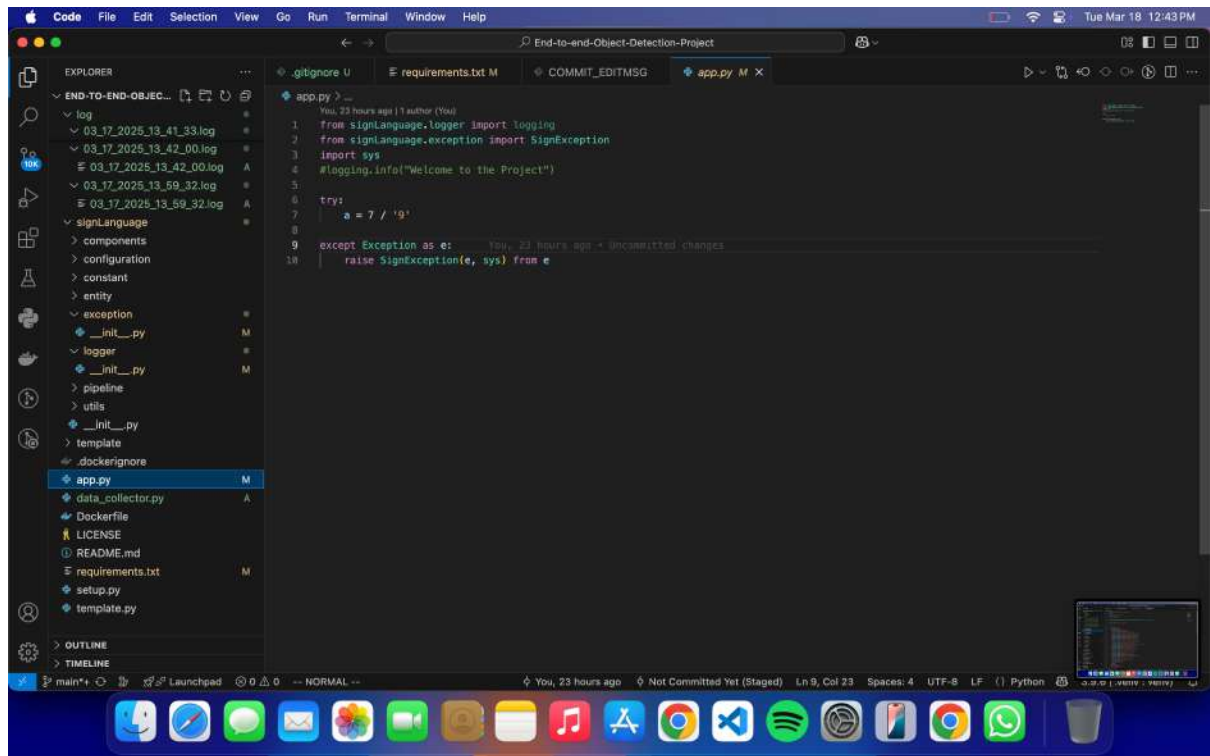 Code File Edit Selection View Go Run Terminal Window Help Tue Mar 18 12:43 PM
End-to-end-Object-Detection-Project
EXPLORER
.gitignore U requirements.txt M COMMIT_EDITMSG app.py M
END-TO-END-OBJEC...
app.py > ...
log
03_17_2025_13_41_33.log
03_17_2025_13_42_00.log
03_17_2025_13_42_00.log A
03_17_2025_13_59_32.log
03_17_2025_13_59_32.log A
signLanguage
components
configuration
constant
entity
exception
__init__.py M
logger
__init__.py M
pipeline
utils
__init__.py
template
.dockerignore
app.py M
data_collector.py A
Dockerfile
LICENSE
README.md
requirements.txt M
setup.py
template.py
OUTLINE
TIMELINE
10K
You, 23 hours ago | 1 author (You)
1 from signLanguage.logger import logging
2 from signLanguage.exception import SignException
3 import sys
4 #logging.info("Welcome to the Project")
5
6 try:
7 a = 7 / '9'
8
9 except Exception as e: You, 23 hours ago • Uncommitted changes
10 raise SignException(e, sys) from e
main*+ Launchpad 0 0 -- NORMAL -- You, 23 hours ago Not Committed Yet (Staged) Ln 9, Col 23 Spaces: 4 UTF-8 LF {} Python